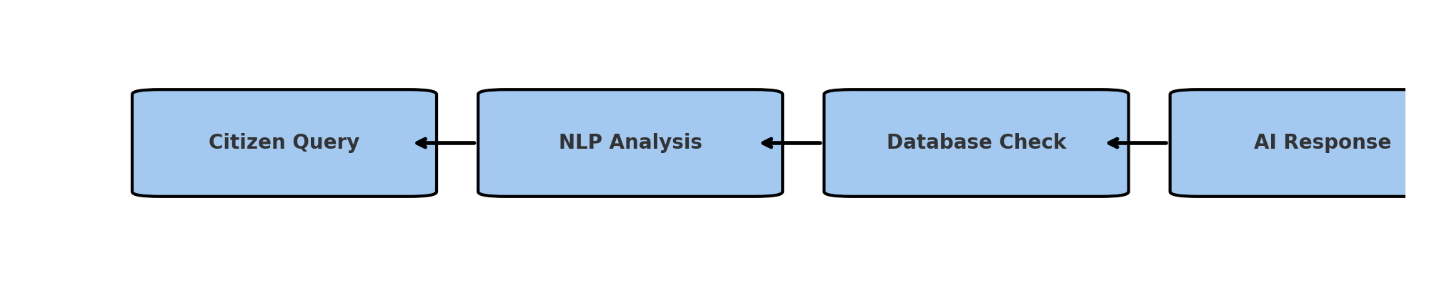 Citizen Query
NLP Analysis
Database Check
AI Response